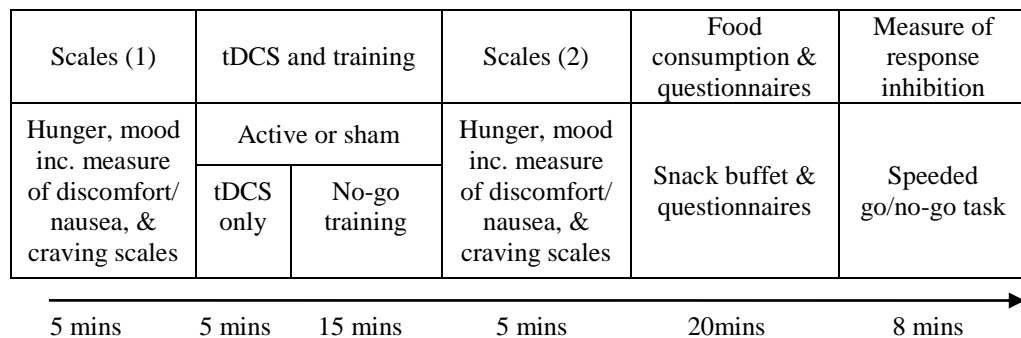 Scales (1)
tDCS and training
Scales (2)
Food
consumption &
questionnaires
Measure of
response
inhibition
Hunger, mood
inc. measure
of discomfort/
nausea, &
craving scales
Active or sham
tDCS
only
No-go
training
Hunger, mood
inc. measure
of discomfort/
nausea, &
craving scales
Snack buffet &
questionnaires
Speeded
go/no-go task
5 mins
5 mins
15 mins
5 mins
20mins
8 mins